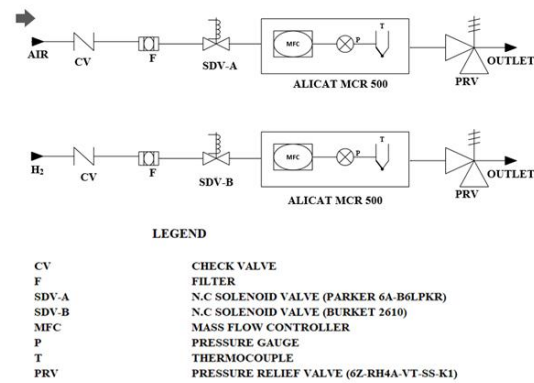 AIR
CV
F
SDV-A
MFC
P
T
ALICAT MCR 500
PRV
OUTLET
H₂
CV
F
SDV-B
MFC
P
T
ALICAT MCR 500
PRV
OUTLET
LEGEND
CV CHECK VALVE
F FILTER
SDV-A N.C SOLENOID VALVE (PARKER 6A-B6LPKR)
SDV-B N.C SOLENOID VALVE (BURKET 2610)
MFC MASS FLOW CONTROLLER
P PRESSURE GAUGE
T THERMOCOUPLE
PRV PRESSURE RELIEF VALVE (6Z-RH4A-VT-SS-K1)